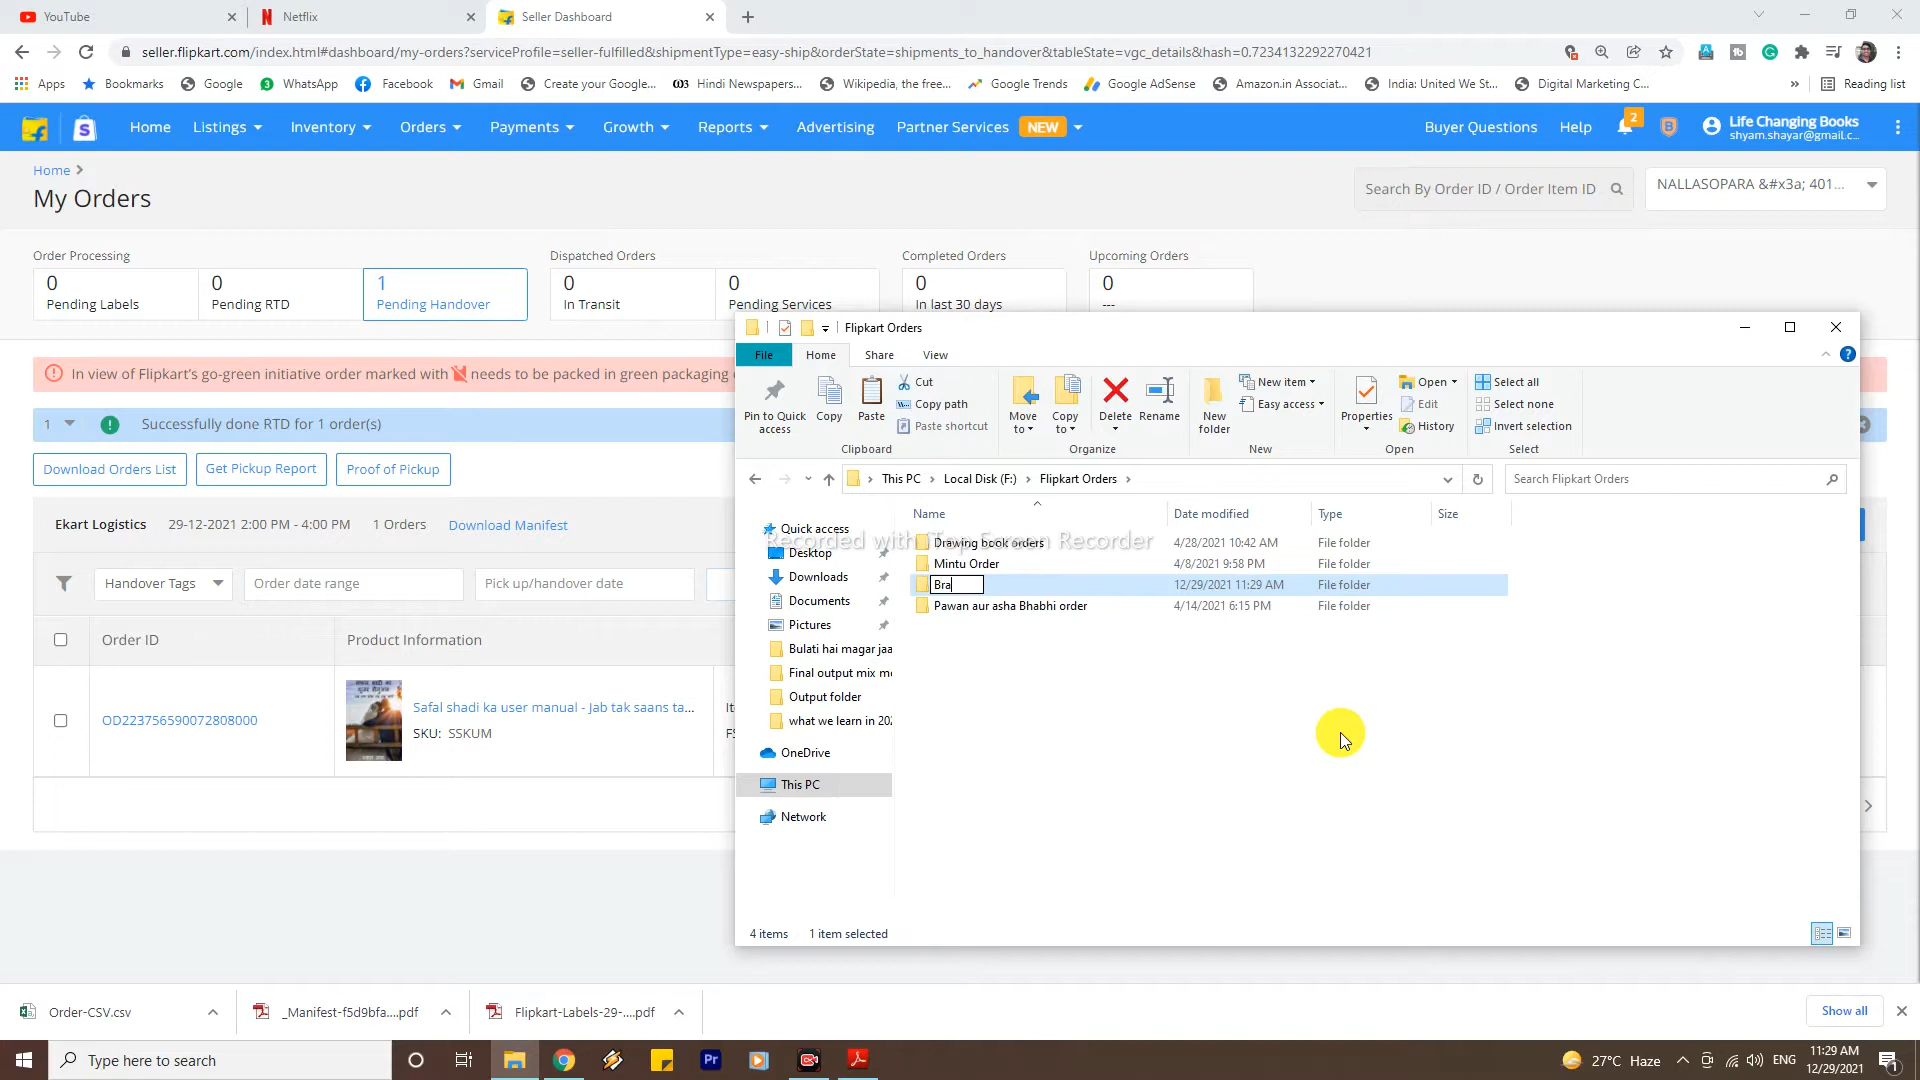 YouTube
Netflix
Seller Dashboard
seller.flipkart.com/index.html#dashboard/my-orders?serviceProfile=seller-fulfilled&shipmentType=easy-ship&orderState=shipments_to_handover&tableState=vgc_details&hash=0.7234132292270421
Apps
Bookmarks
Google
WhatsApp
Facebook
Gmail
Create your Google...
Hindi Newspapers...
Wikipedia, the free...
Google Trends
Google AdSense
Amazon.in Associat...
India: United We St...
Digital Marketing C...
Reading list
Home
Listings
Inventory
Orders
Payments
Growth
Reports
Advertising
Partner Services
NEW
Buyer Questions
Help
2
Life Changing Books
shyam.shayar@gmail.c...
Home
My Orders
Search By Order ID / Order Item ID
NALLASOPARA &#x3a; 401...
Order Processing
Dispatched Orders
Completed Orders
Upcoming Orders
0
Pending Labels
0
Pending RTD
1
Pending Handover
0
In Transit
0
Pending Services
0
In last 30 days
0
---
In view of Flipkart's go-green initiative order marked with needs to be packed in green packaging
1
Successfully done RTD for 1 order(s)
Download Orders List
Get Pickup Report
Proof of Pickup
Ekart Logistics
29-12-2021 2:00 PM - 4:00 PM
1 Orders
Download Manifest
Handover Tags
Order date range
Pick up/handover date
Order ID
Product Information
OD223756590072808000
Safal shadi ka user manual - Jab tak saans ta...
SKU: SSKUM
Flipkart Orders
File
Home
Share
View
Pin to Quick access
Copy
Paste
Cut
Copy path
Paste shortcut
Clipboard
Move to
Copy to
Delete
Rename
Organize
New folder
New item
Easy access
New
Properties
Open
Edit
History
Open
Select all
Select none
Invert selection
Select
This PC
Local Disk (F:)
Flipkart Orders
Search Flipkart Orders
Name
Date modified
Type
Size
Drawing book orders
4/28/2021 10:42 AM
File folder
Mintu Order
4/8/2021 9:58 PM
File folder
Bra
12/29/2021 11:29 AM
File folder
Pawan aur asha Bhabhi order
4/14/2021 6:15 PM
File folder
Recorded with iTop Screen Recorder
Quick access
Desktop
Downloads
Documents
Pictures
Bulati hai magar jaa
Final output mix m
Output folder
what we learn in 202
OneDrive
This PC
Network
4 items
1 item selected
Order-CSV.csv
_Manifest-f5d9bfa....pdf
Flipkart-Labels-29-....pdf
Show all
Type here to search
27°C Haze
ENG
11:29 AM
12/29/2021
1